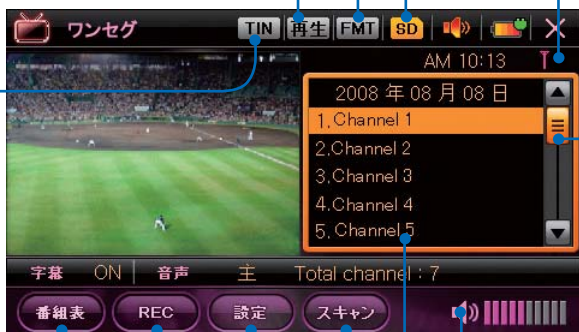 ワンセグ TIN 再生 FMT SD
AM 10:13
2008 年 08 月 08 日
1.Channel 1
2.Channel 2
3.Channel 3
4.Channel 4
5.Channel 5
字幕 ON 音声 主 Total channel : 7
番組表 REC 設定 スキャン